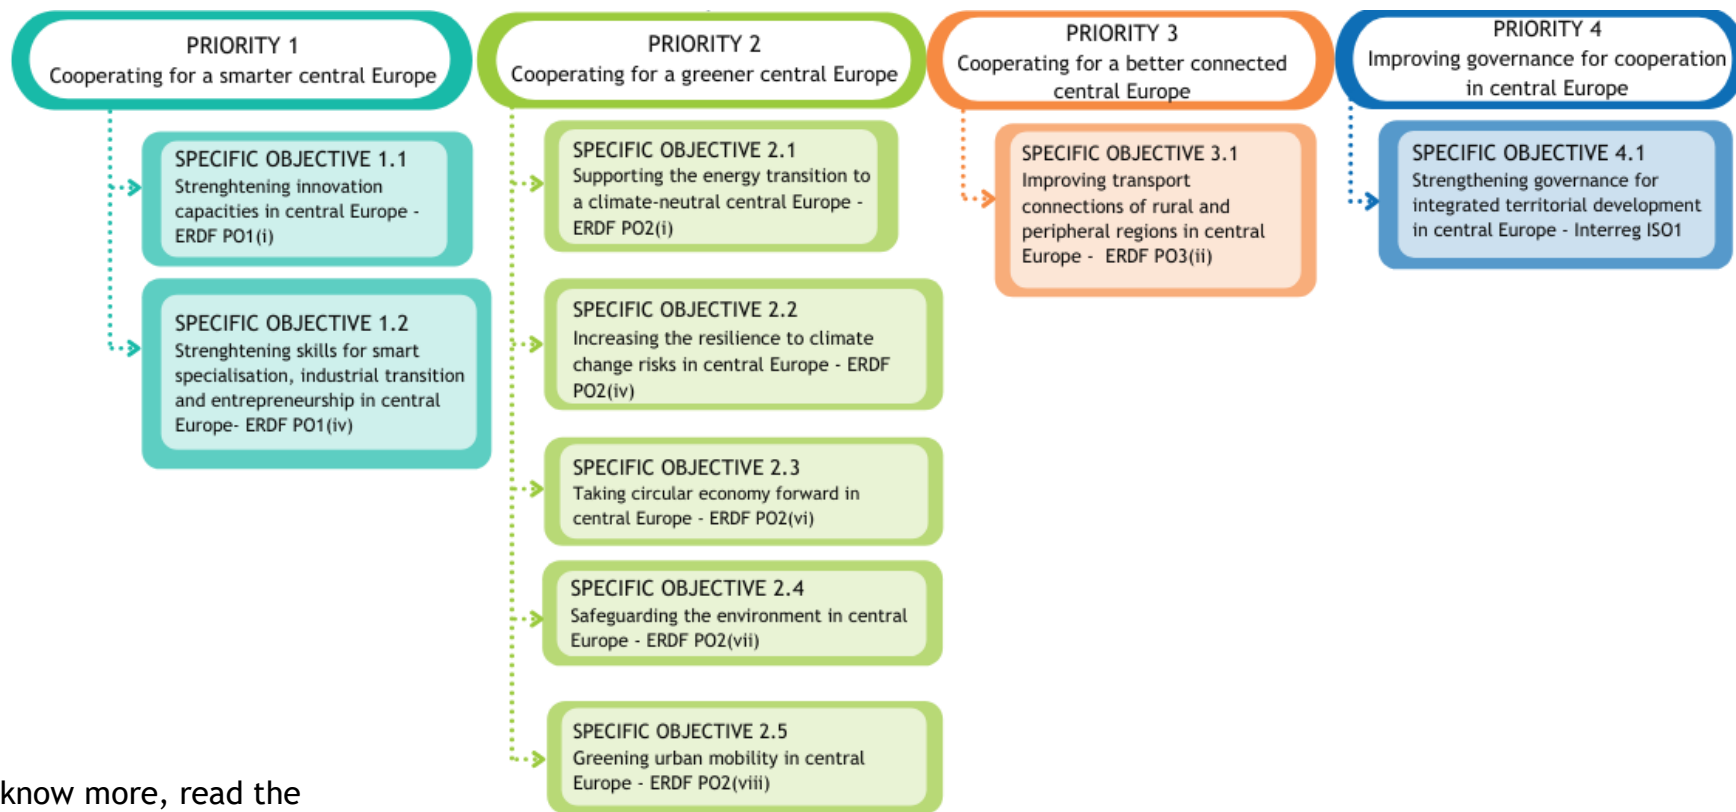 PRIORITY 1
Cooperating for a smarter central Europe
SPECIFIC OBJECTIVE 1.1
Strenghtening innovation
capacities in central Europe -
ERDF PO1(i)
SPECIFIC OBJECTIVE 1.2
Strenghtening skills for smart
specialisation, industrial transition
and entrepreneurship in central
Europe- ERDF PO1(iv)
PRIORITY 2
Cooperating for a greener central Europe
SPECIFIC OBJECTIVE 2.1
Supporting the energy transition to
a climate-neutral central Europe -
ERDF PO2(i)
SPECIFIC OBJECTIVE 2.2
Increasing the resilience to climate
change risks in central Europe - ERDF
PO2(iv)
SPECIFIC OBJECTIVE 2.3
Taking circular economy forward in
central Europe - ERDF PO2(vi)
SPECIFIC OBJECTIVE 2.4
Safeguarding the environment in central
Europe - ERDF PO2(vii)
SPECIFIC OBJECTIVE 2.5
Greening urban mobility in central
Europe - ERDF PO2(viii)
PRIORITY 3
Cooperating for a better connected
central Europe
SPECIFIC OBJECTIVE 3.1
Improving transport
connections of rural and
peripheral regions in central
Europe - ERDF PO3(ii)
PRIORITY 4
Improving governance for cooperation
in central Europe
SPECIFIC OBJECTIVE 4.1
Strengthening governance for
integrated territorial development
in central Europe - Interreg ISO1
know more, read the